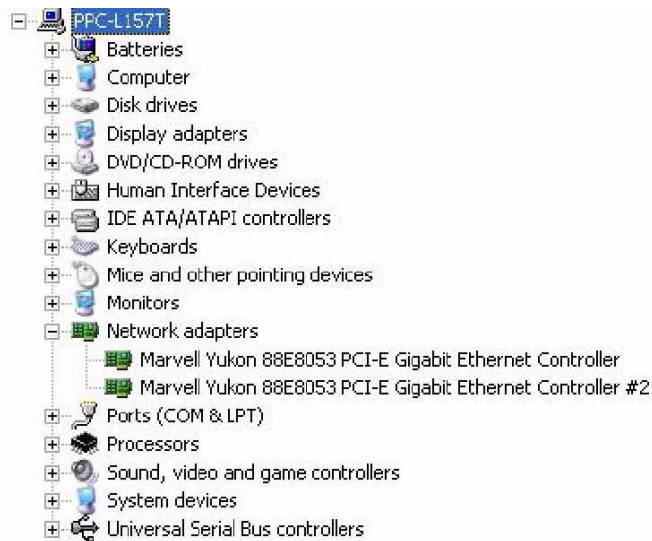 PPC-L157T
Batteries
Computer
Disk drives
Display adapters
DVD/CD-ROM drives
Human Interface Devices
IDE ATA/ATAPI controllers
Keyboards
Mice and other pointing devices
Monitors
Network adapters
Marvell Yukon 88E8053 PCI-E Gigabit Ethernet Controller
Marvell Yukon 88E8053 PCI-E Gigabit Ethernet Controller #2
Ports (COM & LPT)
Processors
Sound, video and game controllers
System devices
Universal Serial Bus controllers